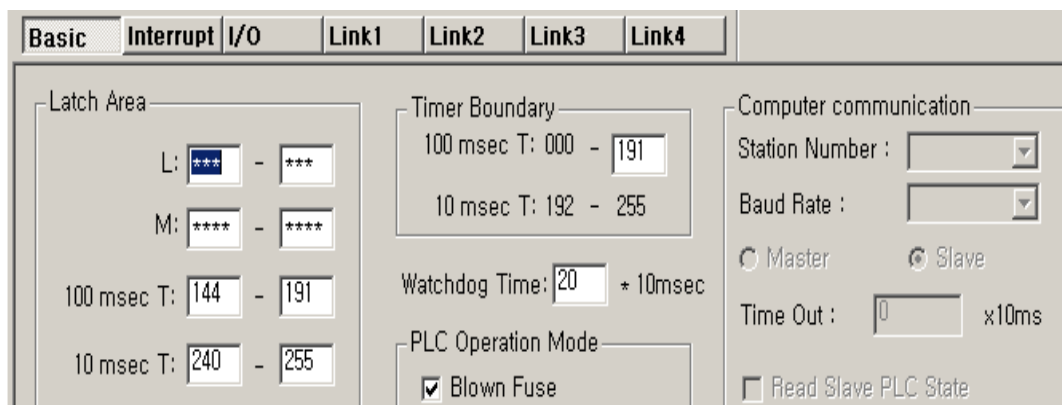 Basic Interrupt I/O Link1 Link2 Link3 Link4
Latch Area
L: *** - ***
M: **** - ****
100 msec T: 144 - 191
10 msec T: 240 - 255
Timer Boundary
100 msec T: 000 - 191
10 msec T: 192 - 255
Watchdog Time: 20 * 10msec
PLC Operation Mode
Blown Fuse
Computer communication
Station Number :
Baud Rate :
Master Slave
Time Out : 0 x10ms
Read Slave PLC State